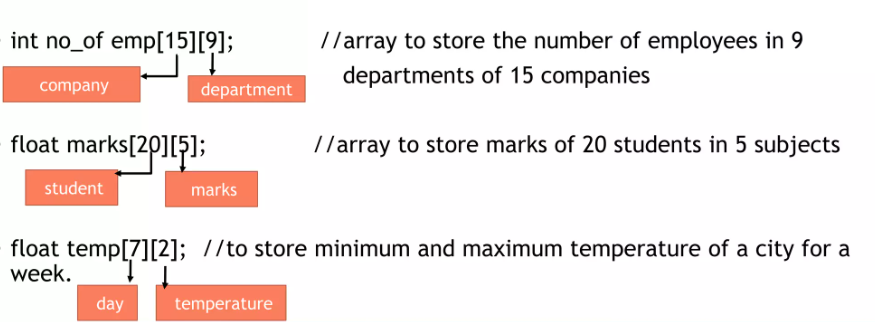 int no_of emp[15][9]; //array to store the number of employees in 9
departments of 15 companies
company
department
float marks[20][5]; //array to store marks of 20 students in 5 subjects
student
marks
float temp[7][2]; //to store minimum and maximum temperature of a city for a
week.
day
temperature